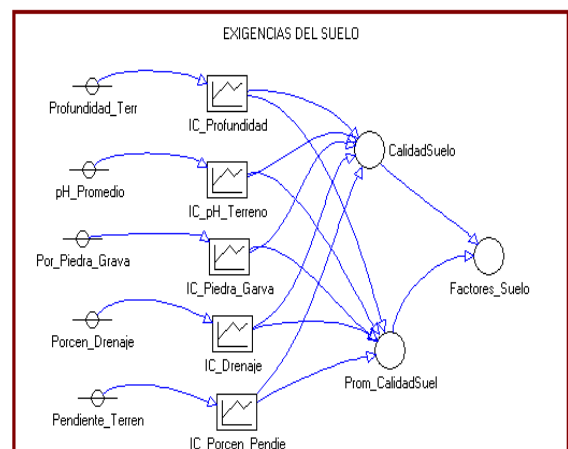 EXIGENCIAS DEL SUELO
Profundidad_Terr
IC_Profundidad
CalidadSuelo
pH_Promedio
IC_pH_Terreno
Por_Piedra_Grava
IC_Piedra_Garva
Factores_Suelo
Porcen_Drenaje
IC_Drenaje
Prom_CalidadSuel
Pendiente_Terren
IC_Porcen_Pendie